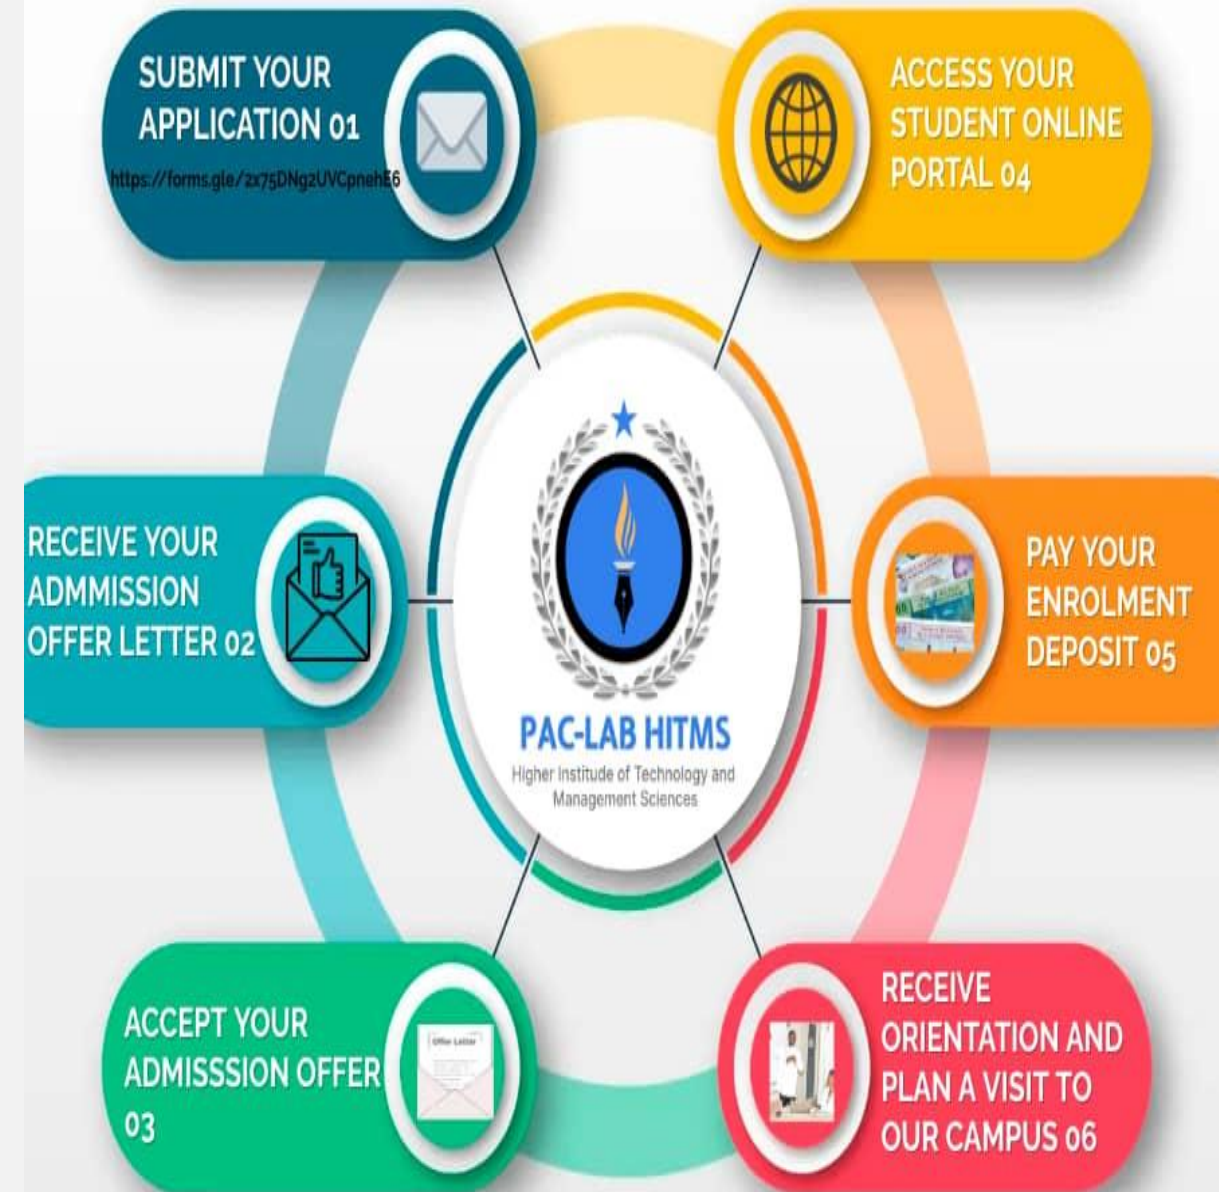 SUBMIT YOUR
APPLICATION 01
https://forms.gle/2x75DNg2UVCpnehE6
RECEIVE YOUR
ADMMISSION
OFFER LETTER 02
ACCEPT YOUR
ADMISSSION OFFER
03
ACCESS YOUR
STUDENT ONLINE
PORTAL 04
PAY YOUR
ENROLMENT
DEPOSIT 05
RECEIVE
ORIENTATION AND
PLAN A VISIT TO
OUR CAMPUS 06
PAC-LAB HITMS
Higher Institude of Technology and
Management Sciences
Offer Letter